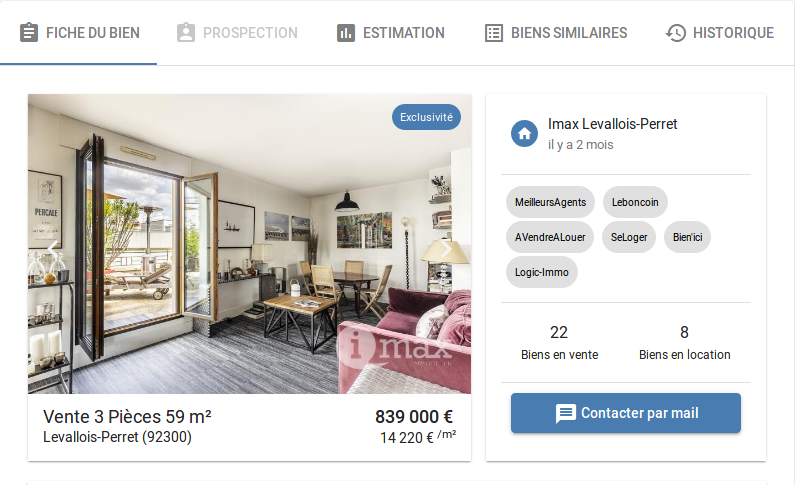 FICHE DU BIEN
PROSPECTION
ESTIMATION
BIENS SIMILAIRES
HISTORIQUE
Exclusivité
PERCALE
imax
Vente 3 Pièces 59 m²
839 000 €
Levallois-Perret (92300)
14 220 € /m²
Imax Levallois-Perret
il y a 2 mois
MeilleursAgents
Leboncoin
AVendreALouer
SeLoger
Bien'ici
Logic-Immo
22
8
Biens en vente
Biens en location
Contacter par mail